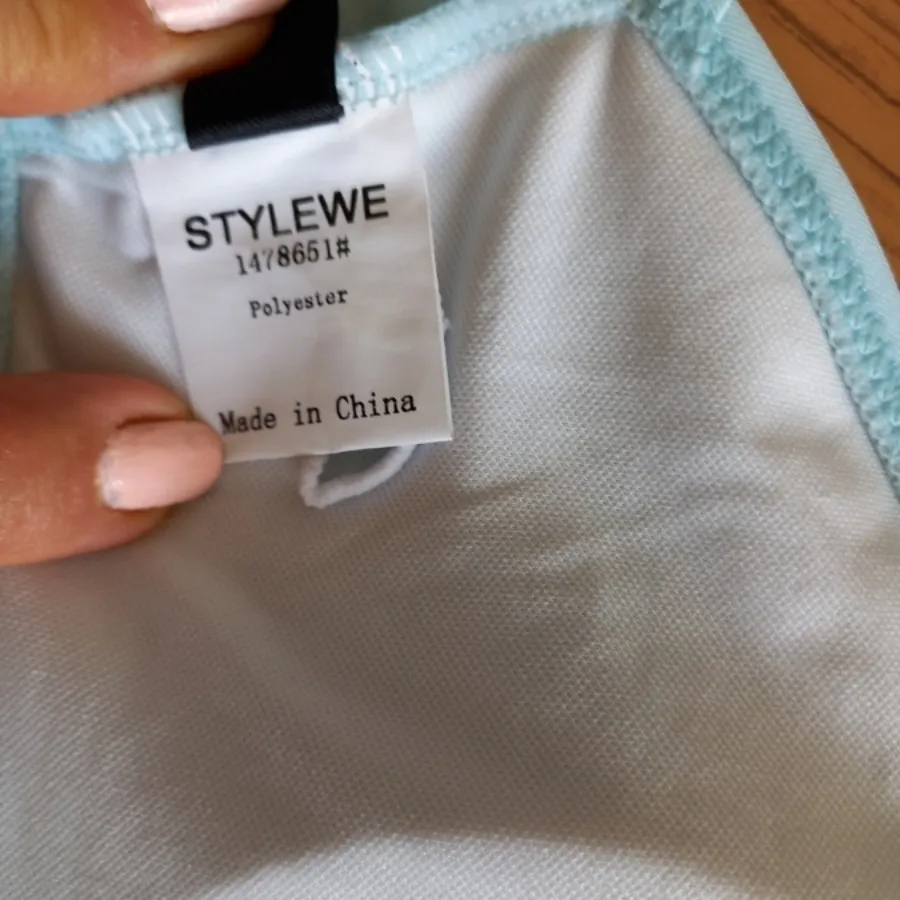 STYLEWE
1478651#
Polyester
Made in China